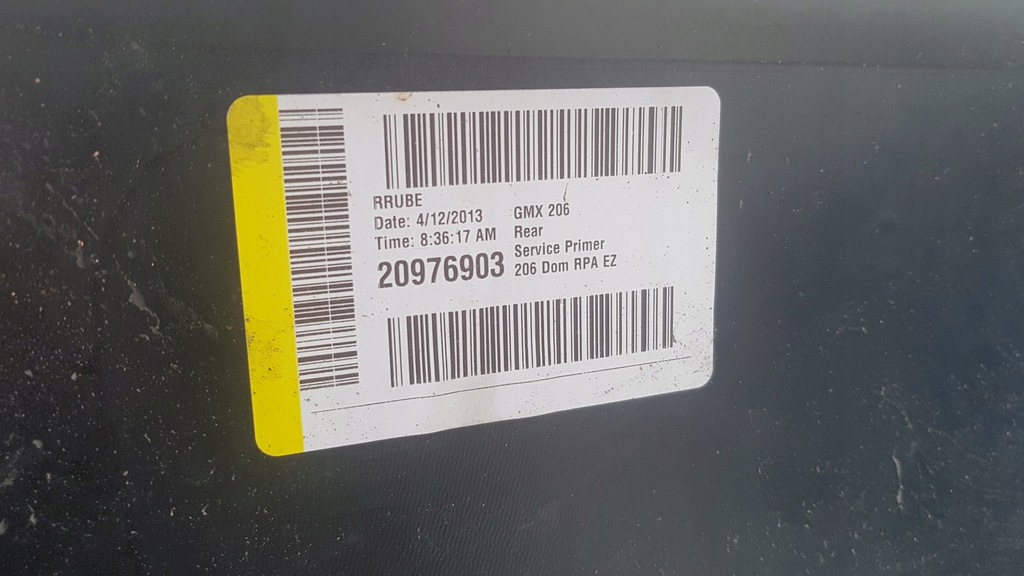 RRUBE
Date: 4/12/2013
Time: 8:36:17 AM
20976903
GMX 206
Rear
Service Primer
206 Dom RPA EZ